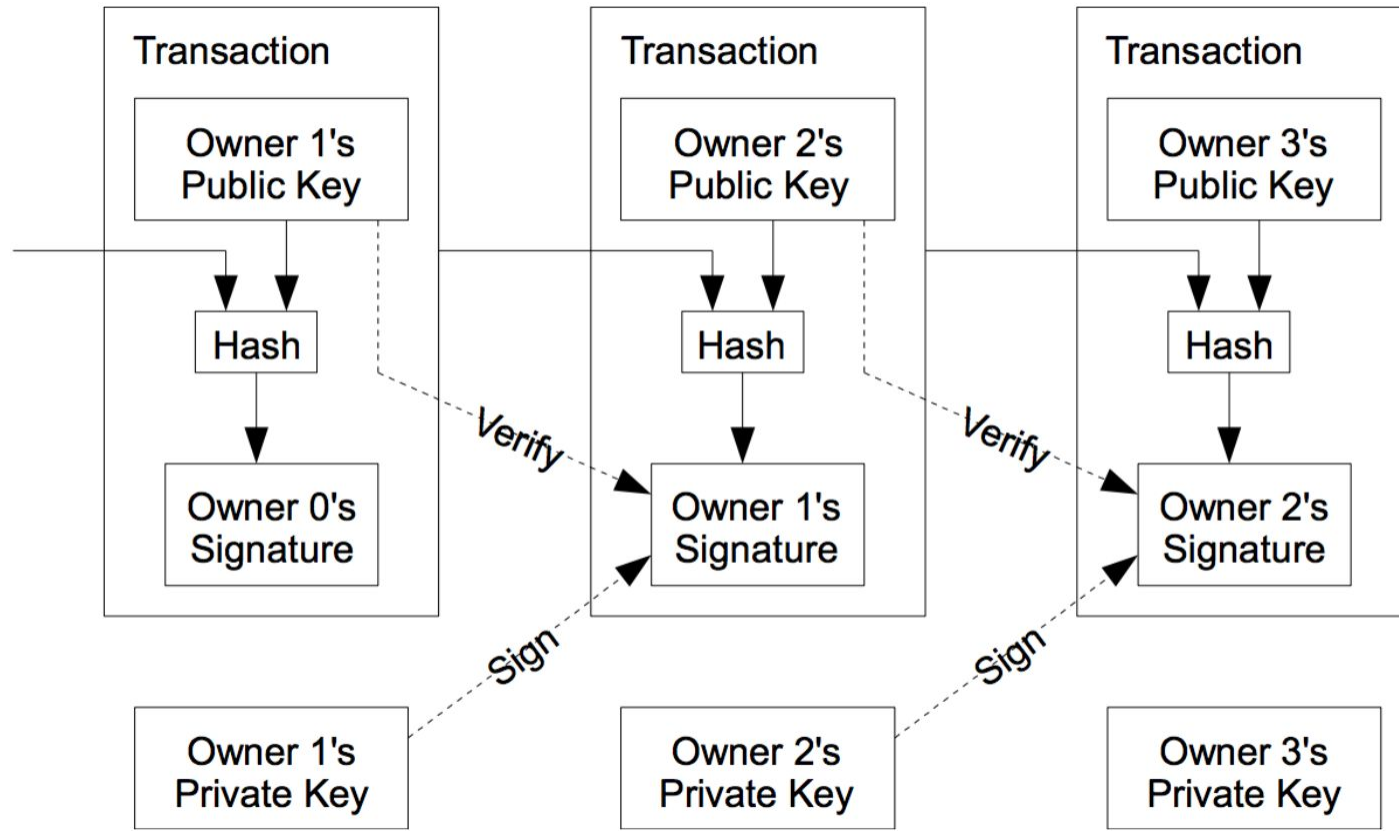 Transaction
Owner 1's
Public Key
Hash
Owner 0's
Signature
Transaction
Owner 2's
Public Key
Hash
Verify
Owner 1's
Signature
Transaction
Owner 3's
Public Key
Hash
Verify
Owner 2's
Signature
Sign
Sign
Owner 1's
Private Key
Owner 2's
Private Key
Owner 3's
Private Key